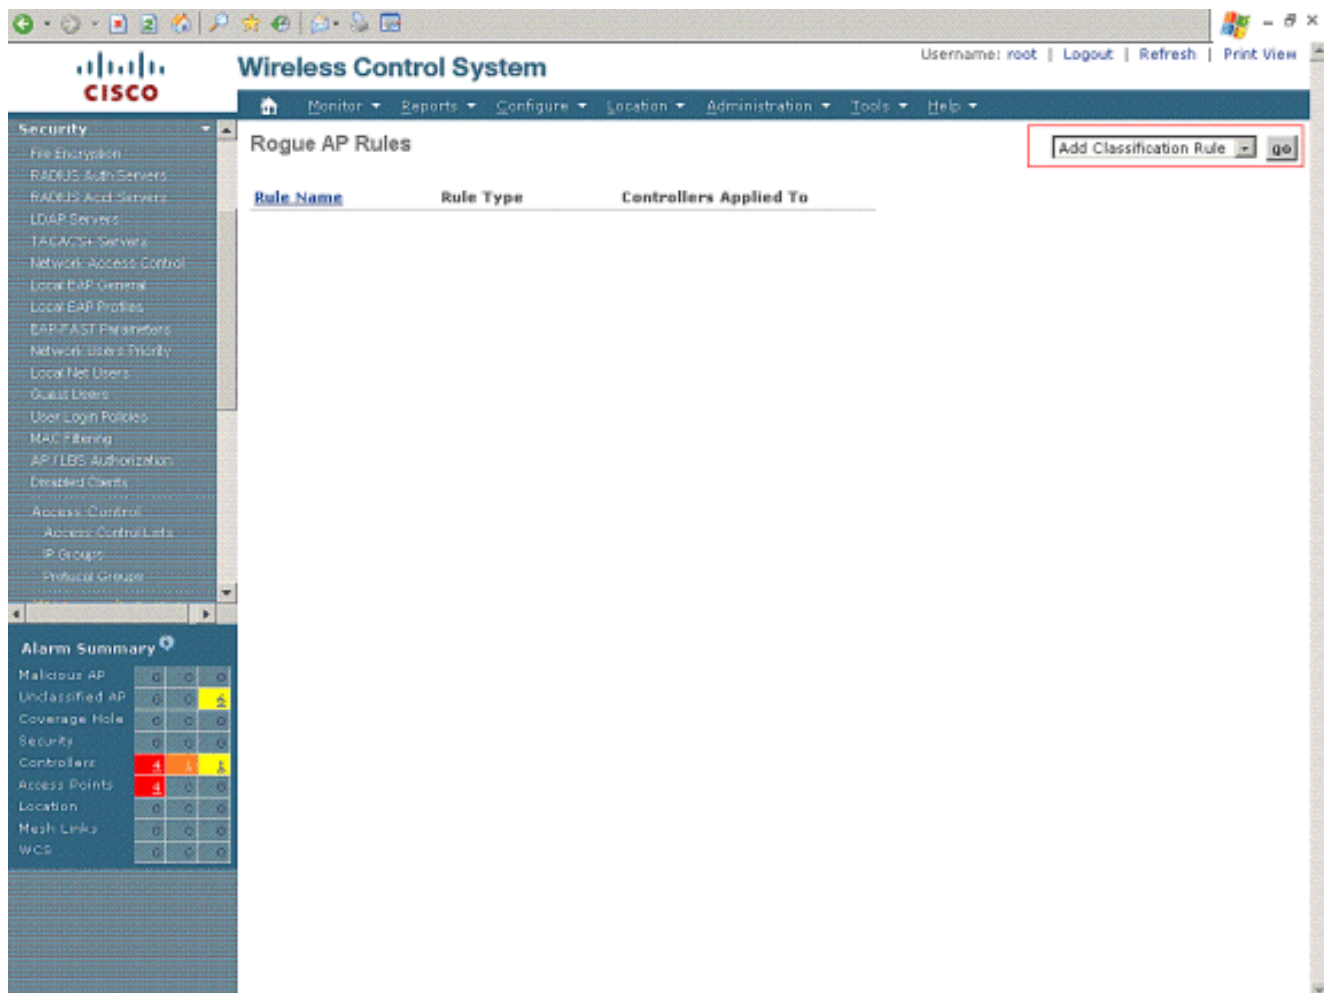 Username: root | Logout | Refresh | Print View
CISCO
Wireless Control System
Monitor Reports Configure Location Administration Tools Help
Security
File Encryption
RADIUS Auth Servers
RADIUS Acct Servers
LDAP Servers
TACACS+ Servers
Network Access Control
Local EAP General
Local EAP Profiles
EAP-FAST Parameters
Network Users Priority
Local Net Users
Guest Users
User Login Policies
MAC Filtering
AP / LBS Authorization
Disabled Clients
Access Control
Access Control Lists
IP Groups
Protocol Groups
Rogue AP Rules
Add Classification Rule go
Rule Name Rule Type Controllers Applied To
Alarm Summary
Malicious AP 0 0 0
Unclassified AP 0 0 6
Coverage Hole 0 0 0
Security 0 0 0
Controllers 4 1 1
Access Points 4 0 0
Location 0 0 0
Mesh Links 0 0 0
WCS 0 0 0